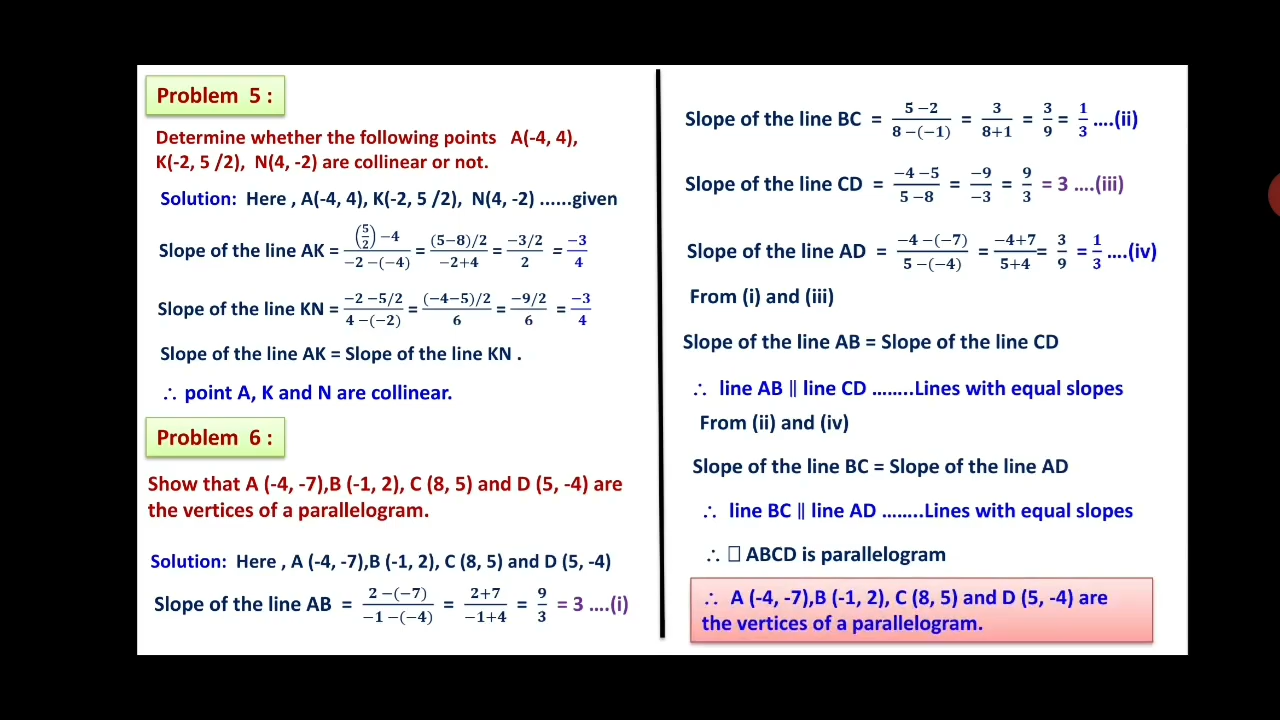 Problem 5 :
Determine whether the following points A(-4, 4),
K(-2, 5 /2), N(4, -2) are collinear or not.
Solution: Here , A(-4, 4), K(-2, 5 /2), N(4, -2) ......given
Slope of the line AK = ((5/2) −4)/(−2 −(−4)) = ((5−8)/2)/(−2+4) = (−3/2)/2 = −3/4
Slope of the line KN = (−2 −5/2)/(4 −(−2)) = ((−4−5)/2)/6 = (−9/2)/6 = −3/4
Slope of the line AK = Slope of the line KN .
∴ point A, K and N are collinear.
Problem 6 :
Show that A (-4, -7),B (-1, 2), C (8, 5) and D (5, -4) are
the vertices of a parallelogram.
Solution: Here , A (-4, -7),B (-1, 2), C (8, 5) and D (5, -4)
Slope of the line AB = (2 −(−7))/(−1 −(−4)) = (2+7)/(−1+4) = 9/3 = 3 ....(i)
Slope of the line BC = (5 −2)/(8 −(−1)) = 3/(8+1) = 3/9 = 1/3 ....(ii)
Slope of the line CD = (−4 −5)/(5 −8) = −9/−3 = 9/3 = 3 ....(iii)
Slope of the line AD = (−4 −(−7))/(5 −(−4)) = (−4+7)/(5+4) = 3/9 = 1/3 ....(iv)
From (i) and (iii)
Slope of the line AB = Slope of the line CD
∴ line AB ∥ line CD ........Lines with equal slopes
From (ii) and (iv)
Slope of the line BC = Slope of the line AD
∴ line BC ∥ line AD ........Lines with equal slopes
∴ □ ABCD is parallelogram
∴ A (-4, -7),B (-1, 2), C (8, 5) and D (5, -4) are
the vertices of a parallelogram.